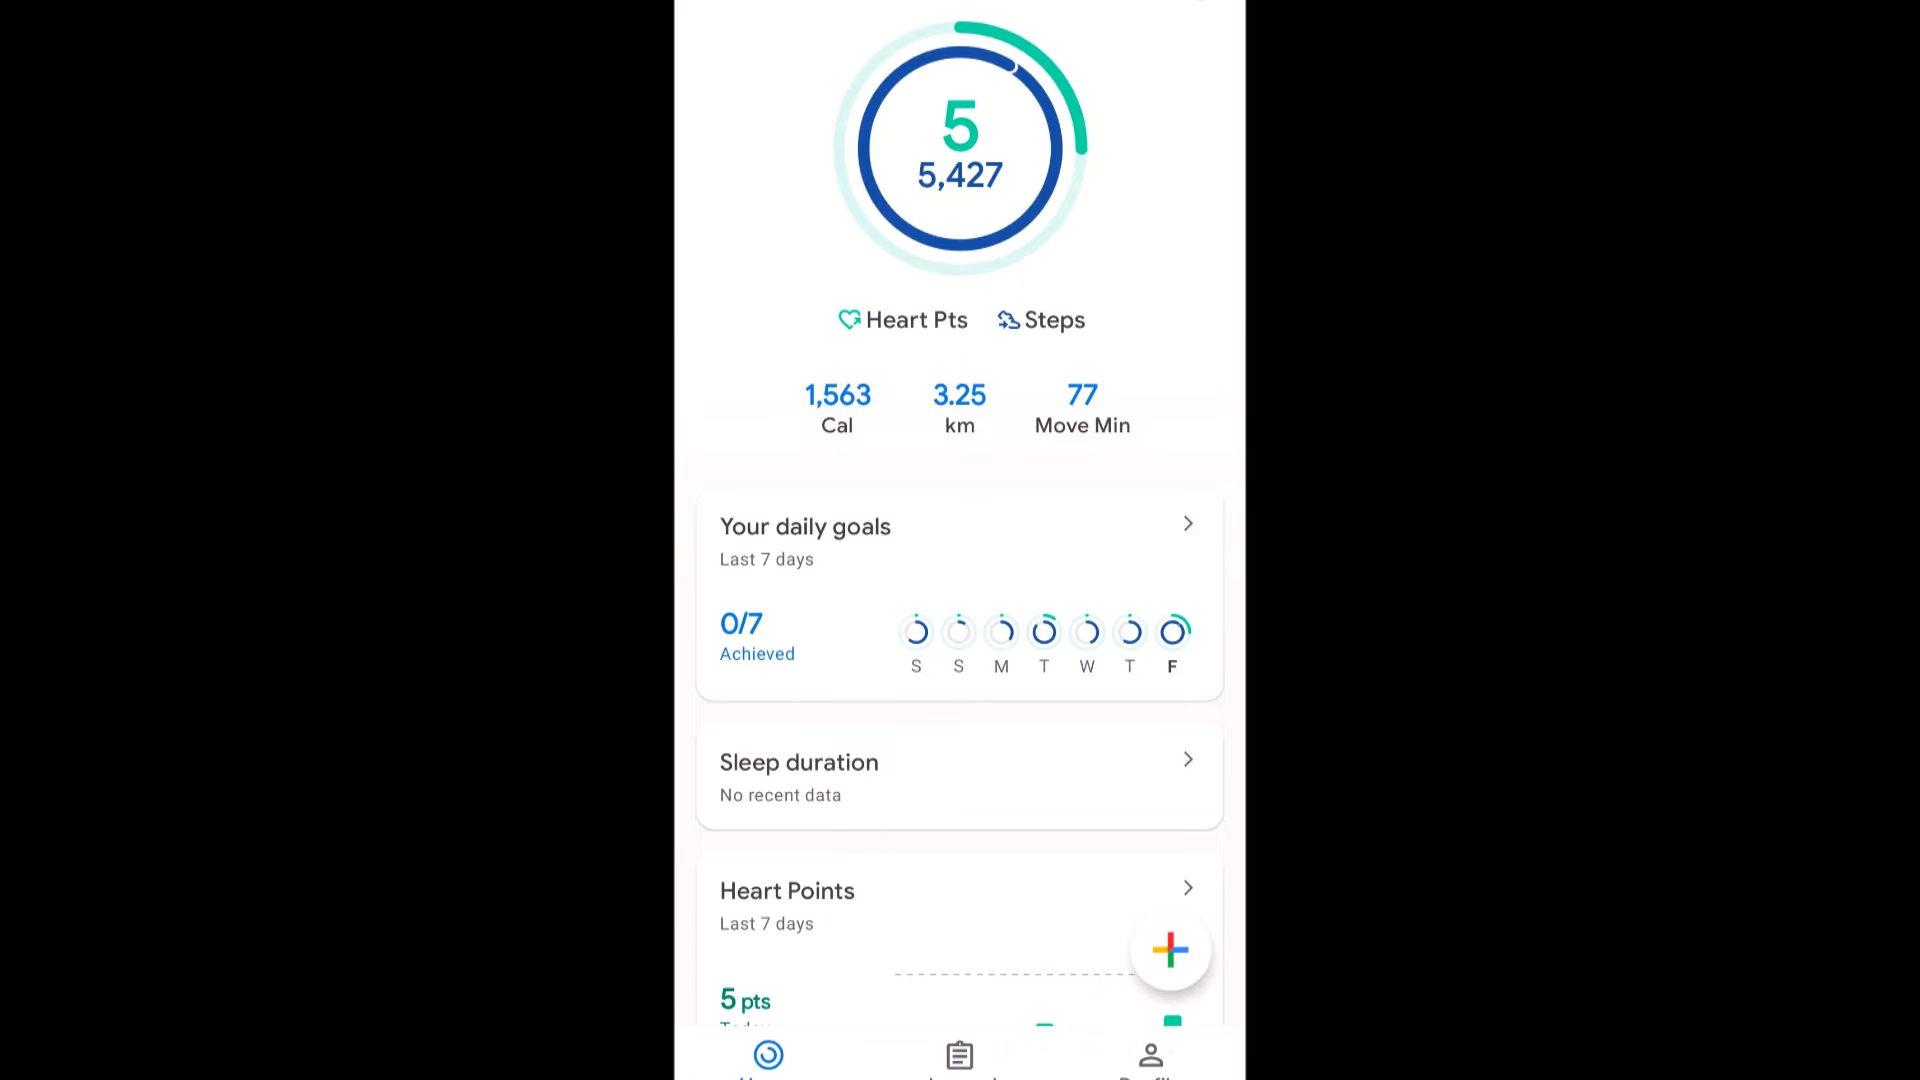 5
5,427
Heart Pts Steps
1,563 3.25 77
Cal km Move Min
Your daily goals
Last 7 days
0/7
Achieved
S S M T W T F
Sleep duration
No recent data
Heart Points
Last 7 days
5 pts